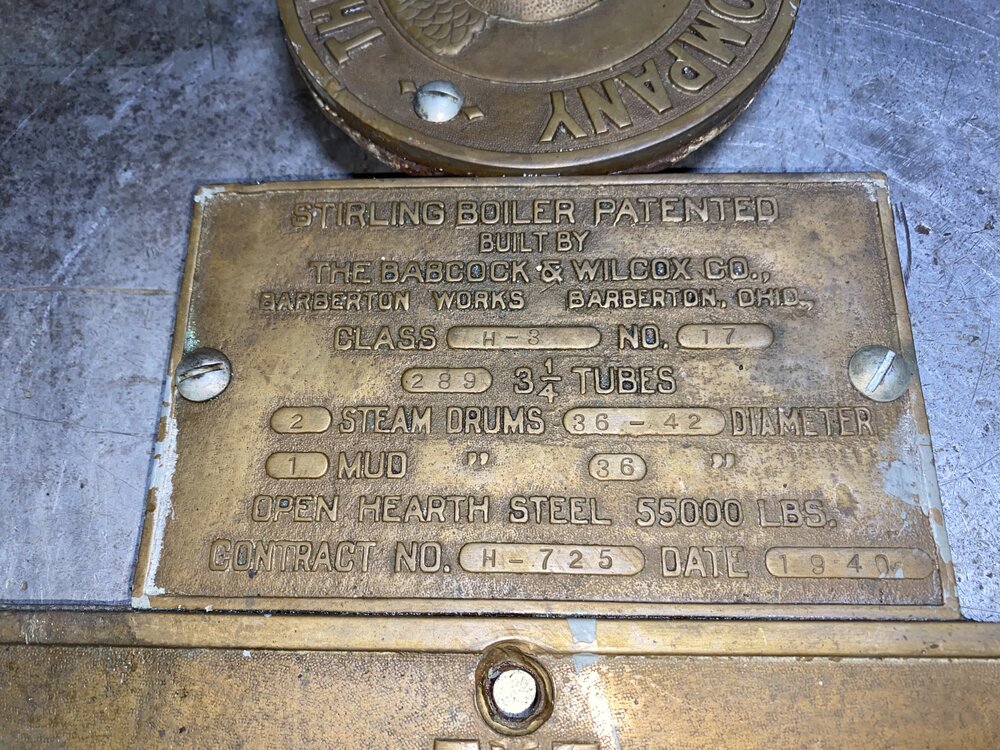 THE
COMPANY
STIRLING BOILER PATENTED
BUILT BY
THE BABCOCK & WILCOX CO.,
BARBERTON WORKS BARBERTON, OHIO.,
CLASS H-3 NO. 17
289 3 1/4 TUBES
2 STEAM DRUMS 36-42 DIAMETER
1 MUD " 36 "
OPEN HEARTH STEEL 55000 LBS.
CONTRACT NO. H-725 DATE 1940